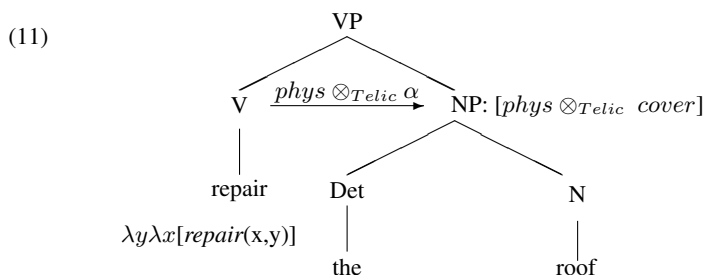 (11)
VP
V
phys ⊗Telic α
NP: [phys ⊗Telic cover]
repair
Det
N
λyλx[repair(x,y)]
the
roof